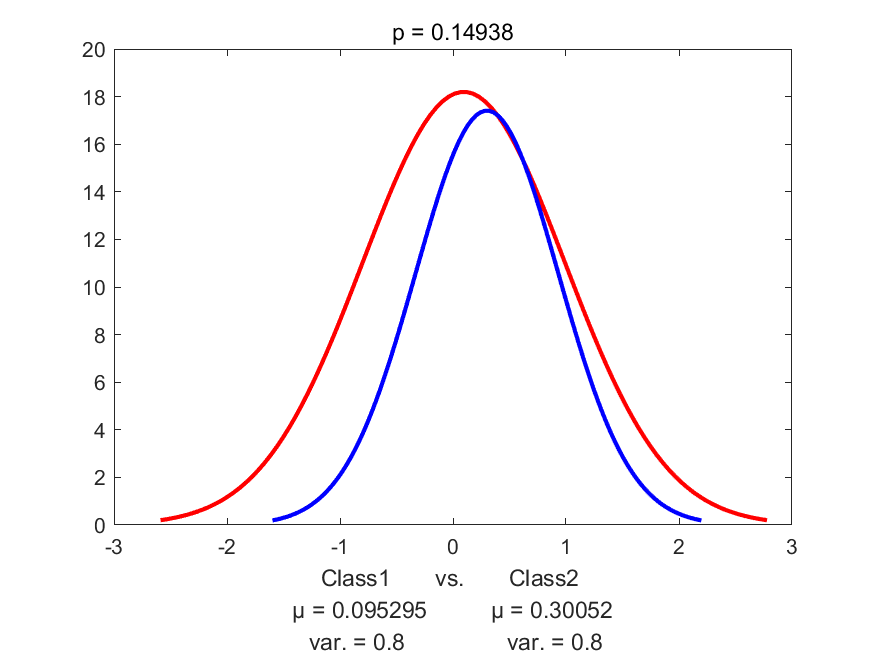 p = 0.14938
20
18
16
14
12
10
8
6
4
2
0
-3 -2 -1 0 1 2 3
Class1 vs. Class2
μ = 0.095295 μ = 0.30052
var. = 0.8 var. = 0.8